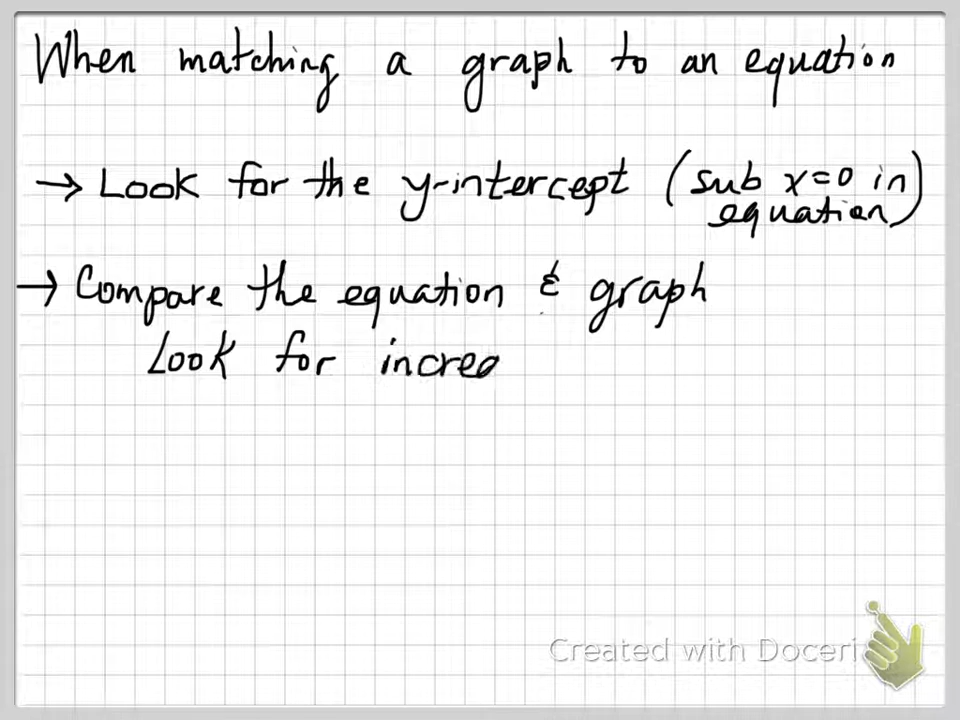 When matching a graph to an equation
→ Look for the y-intercept (sub x=0 in
equation)
→ Compare the equation & graph
Look for increa
Created with Doceri